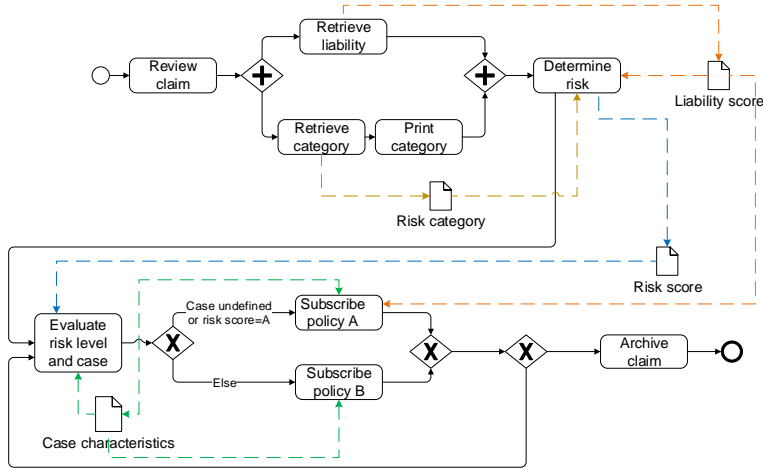 Retrieve
liability
Review
claim
Determine
risk
Liability score
Retrieve
category
Print
category
Risk category
Risk score
Case undefined
or risk score=A
Subscribe
policy A
Evaluate
risk level
and case
X
X
X
Archive
claim
Else
Subscribe
policy B
Case characteristics